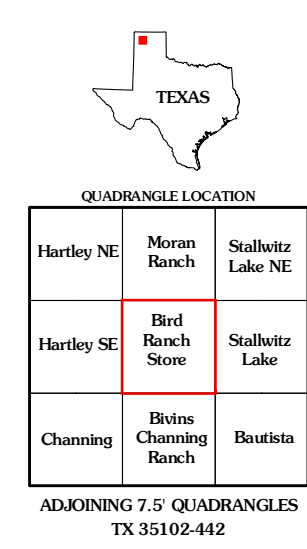 TEXAS
QUADRANGLE LOCATION
Hartley NE
Moran
Ranch
Stallwitz
Lake NE
Hartley SE
Bird
Ranch
Store
Stallwitz
Lake
Channing
Bivins
Channing
Ranch
Bautista
ADJOINING 7.5' QUADRANGLES
TX 35102-442